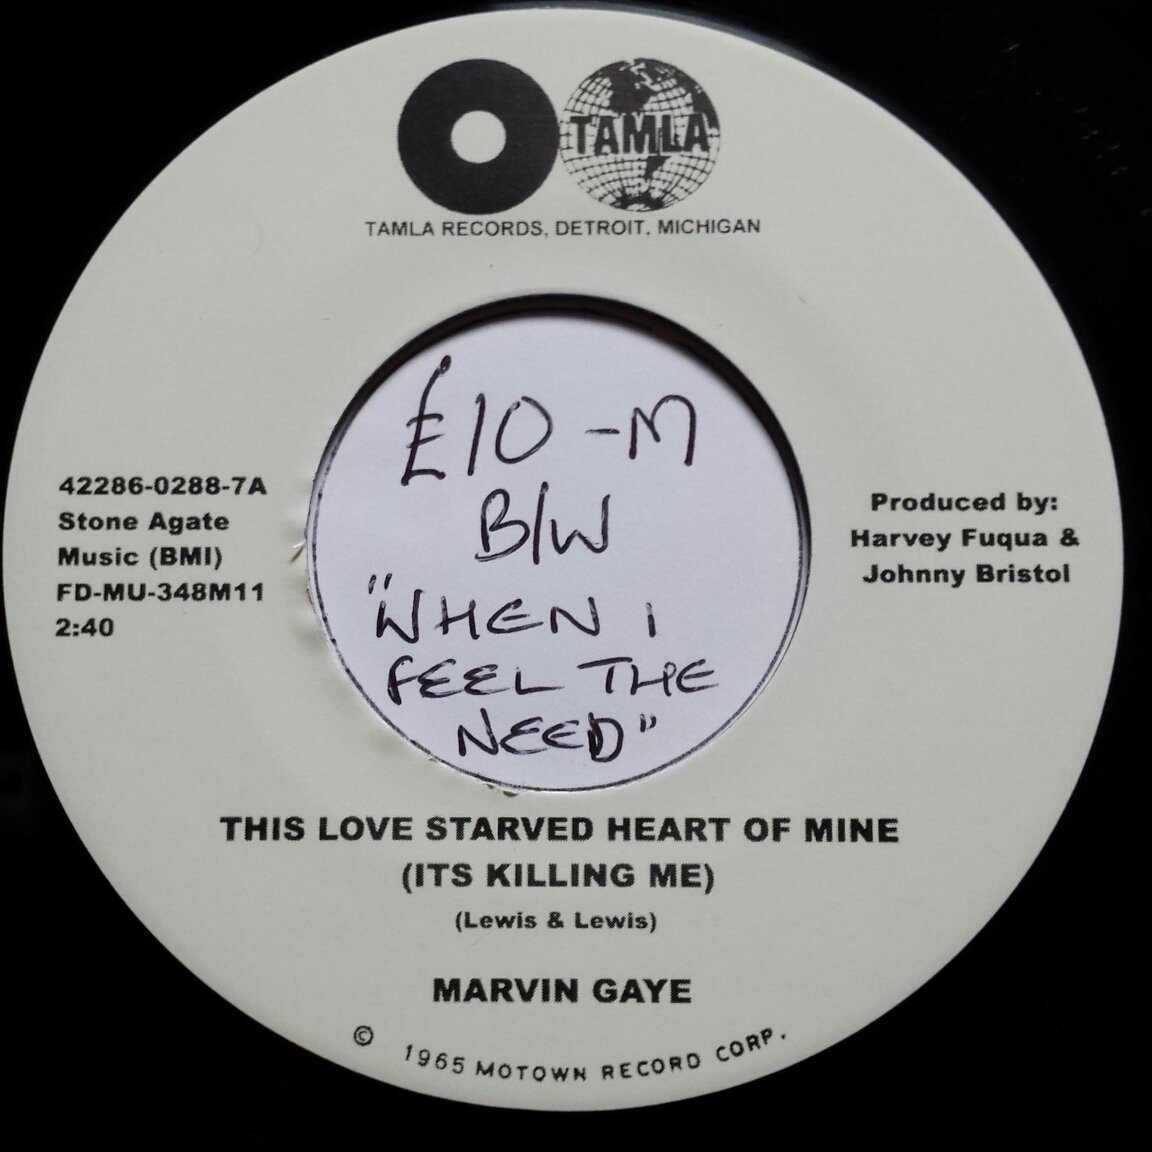 TAMLA
TAMLA RECORDS, DETROIT, MICHIGAN
£10 - M
B/W
"WHEN I
FEEL THE
NEED"
42286-0288-7A
Stone Agate
Music (BMI)
FD-MU-348M11
2:40
Produced by:
Harvey Fuqua &
Johnny Bristol
THIS LOVE STARVED HEART OF MINE
(ITS KILLING ME)
(Lewis & Lewis)
MARVIN GAYE
© 1965 MOTOWN RECORD CORP.